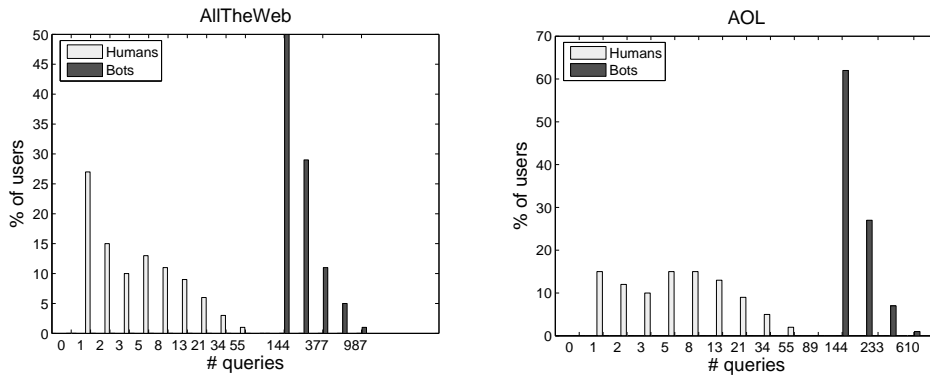 AllTheWeb
50
45
40
35
30
25
20
15
10
5
0
% of users
Humans
Bots
0 1 2 3 5 8 13 21 34 55 144 377 987
# queries
AOL
70
60
50
40
30
20
10
0
% of users
Humans
Bots
0 1 2 3 5 8 13 21 34 55 89 144 233 610
# queries